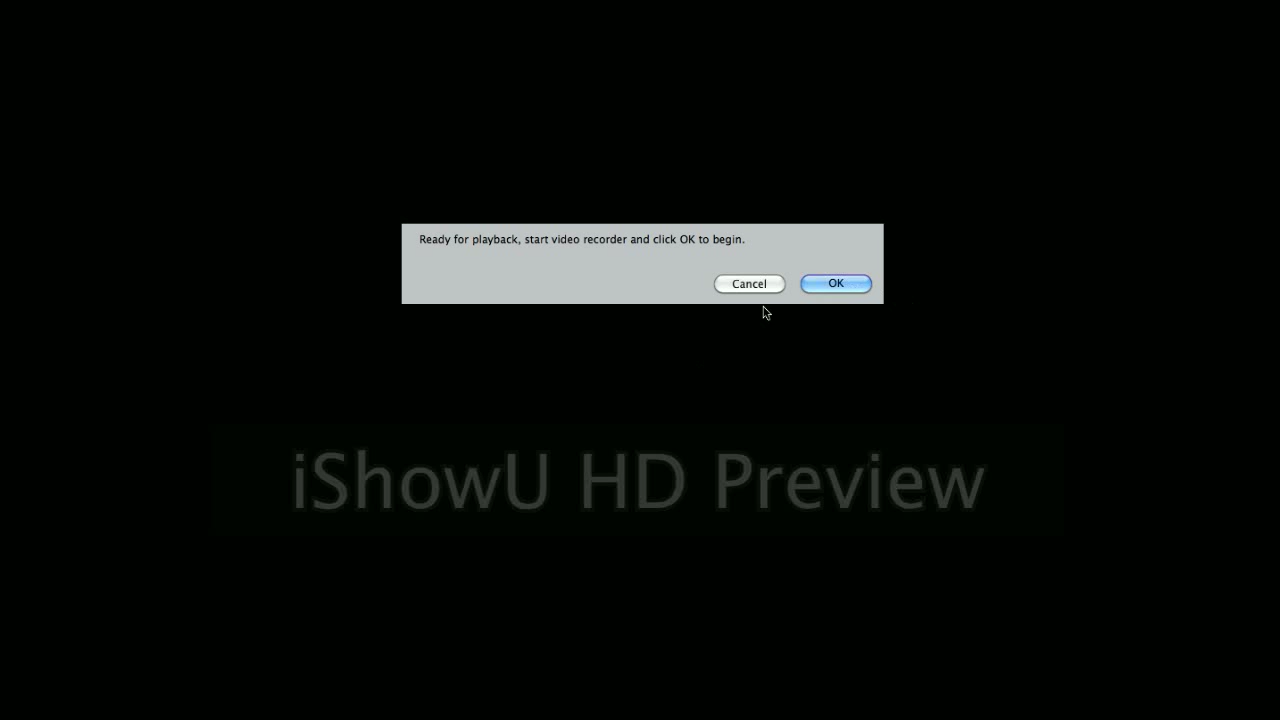 Ready for playback, start video recorder and click OK to begin.
Cancel OK
iShowU HD Preview